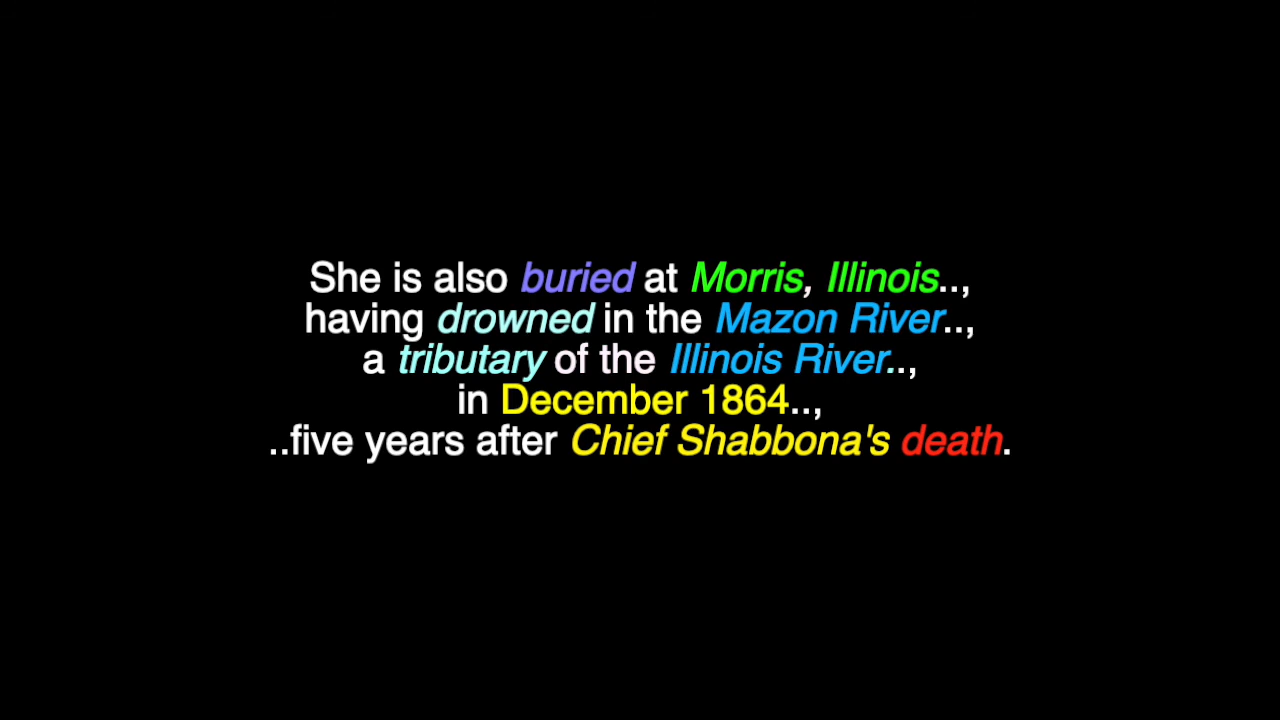 She is also buried at Morris, Illinois..,
having drowned in the Mazon River..,
a tributary of the Illinois River..,
in December 1864..,
..five years after Chief Shabbona's death.